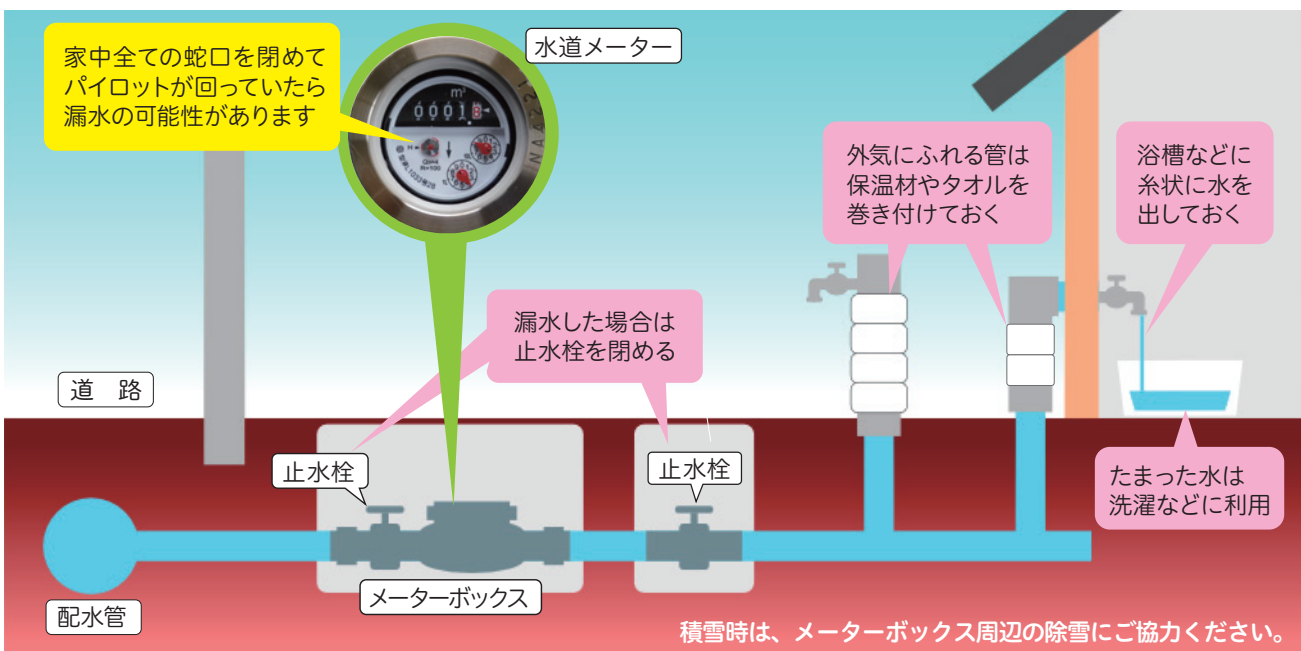 家中全ての蛇口を閉めて
パイロットが回っていたら
漏水の可能性があります
水道メーター
m³
0001 8
NAA221
外気にふれる管は
保温材やタオルを
巻き付けておく
浴槽などに
糸状に水を
出しておく
漏水した場合は
止水栓を閉める
道 路
止水栓
止水栓
たまった水は
洗濯などに利用
メーターボックス
配水管
積雪時は、メーターボックス周辺の除雪にご協力ください。